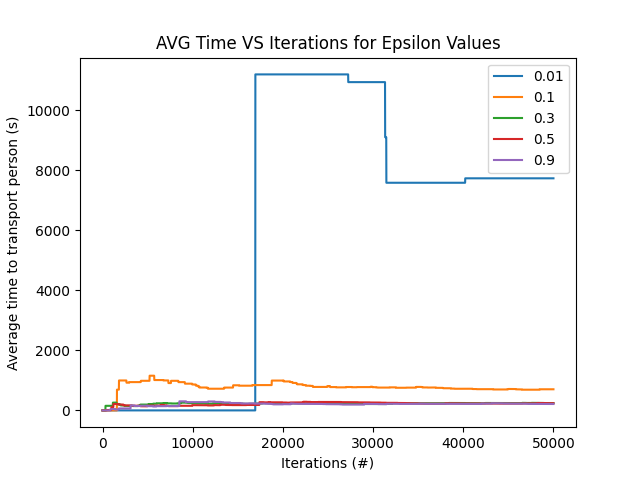 AVG Time VS Iterations for Epsilon Values
Average time to transport person (s)
10000
8000
6000
4000
2000
0
0.01
0.1
0.3
0.5
0.9
0 10000 20000 30000 40000 50000
Iterations (#)